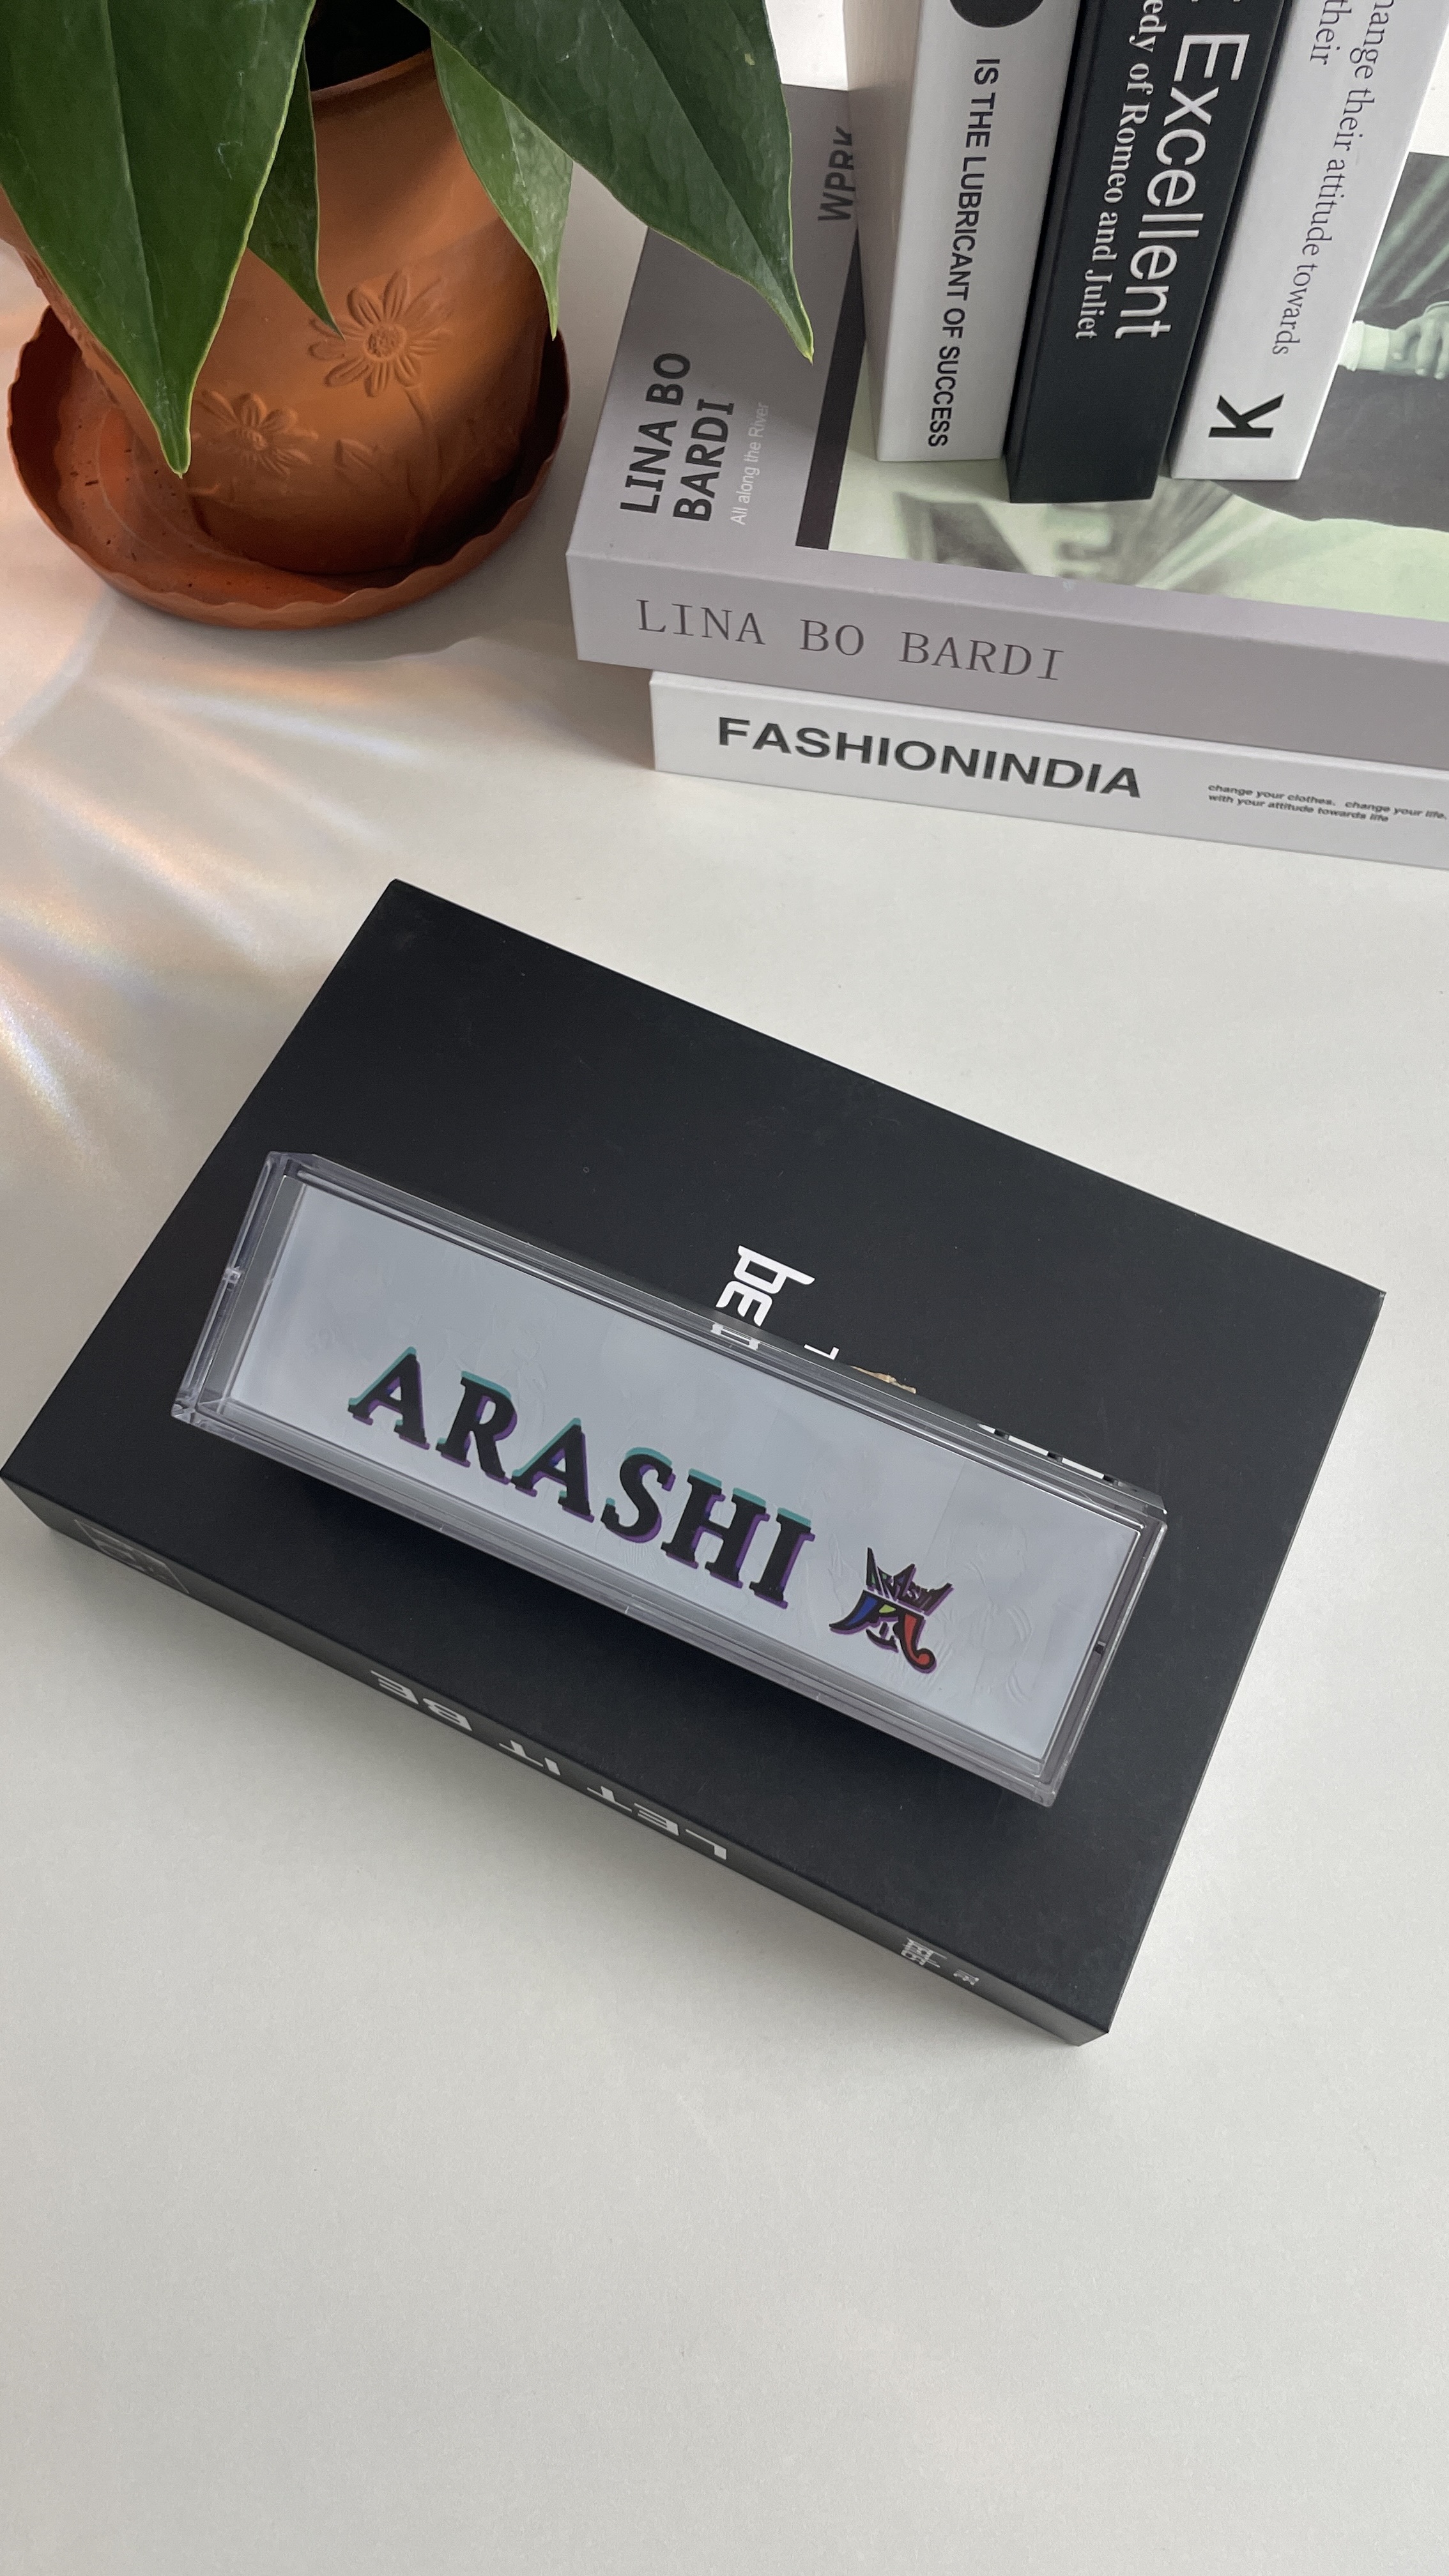 IS THE LUBRICANT OF SUCCESS
Excellent
edy of Romeo and Juliet
hange their attitude towards
their
K
WPRK
LINA BO
BARDI
All along the River
LINA BO BARDI
FASHIONINDIA
change your clothes. change your life.
with your attitude towards life
be
ARASHI
ARASHI
嵐
LET IT BE